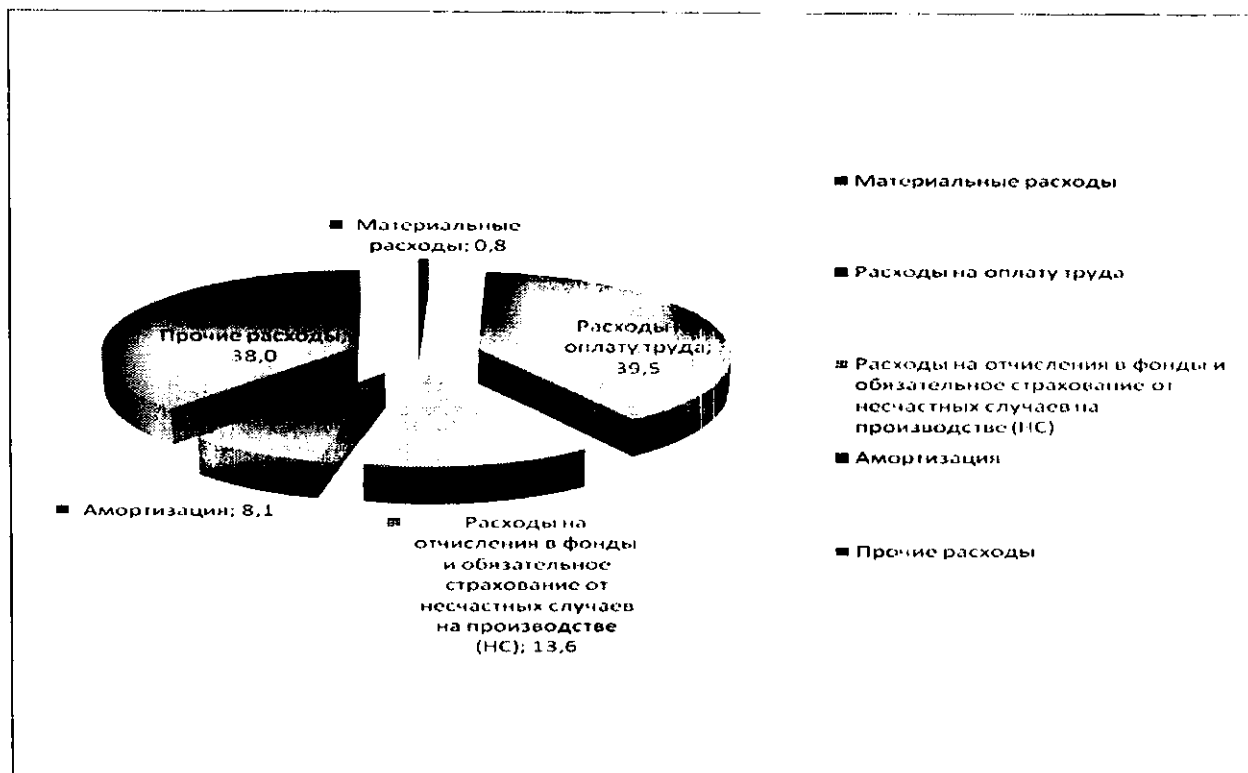 Материальные
расходы; 0,8
Расходы н
оплату труда;
39,5
Прочие расходы;
38,0
Амортизация; 8,1
Расходы на
отчисления в фонды
и обязательное
страхование от
несчастных случаев
на производстве
(НС); 13,6
Материальные расходы
Расходы на оплату труда
Расходы на отчисления в фонды и
обязательное страхование от
несчастных случаев на
производстве (НС)
Амортизация
Прочие расходы